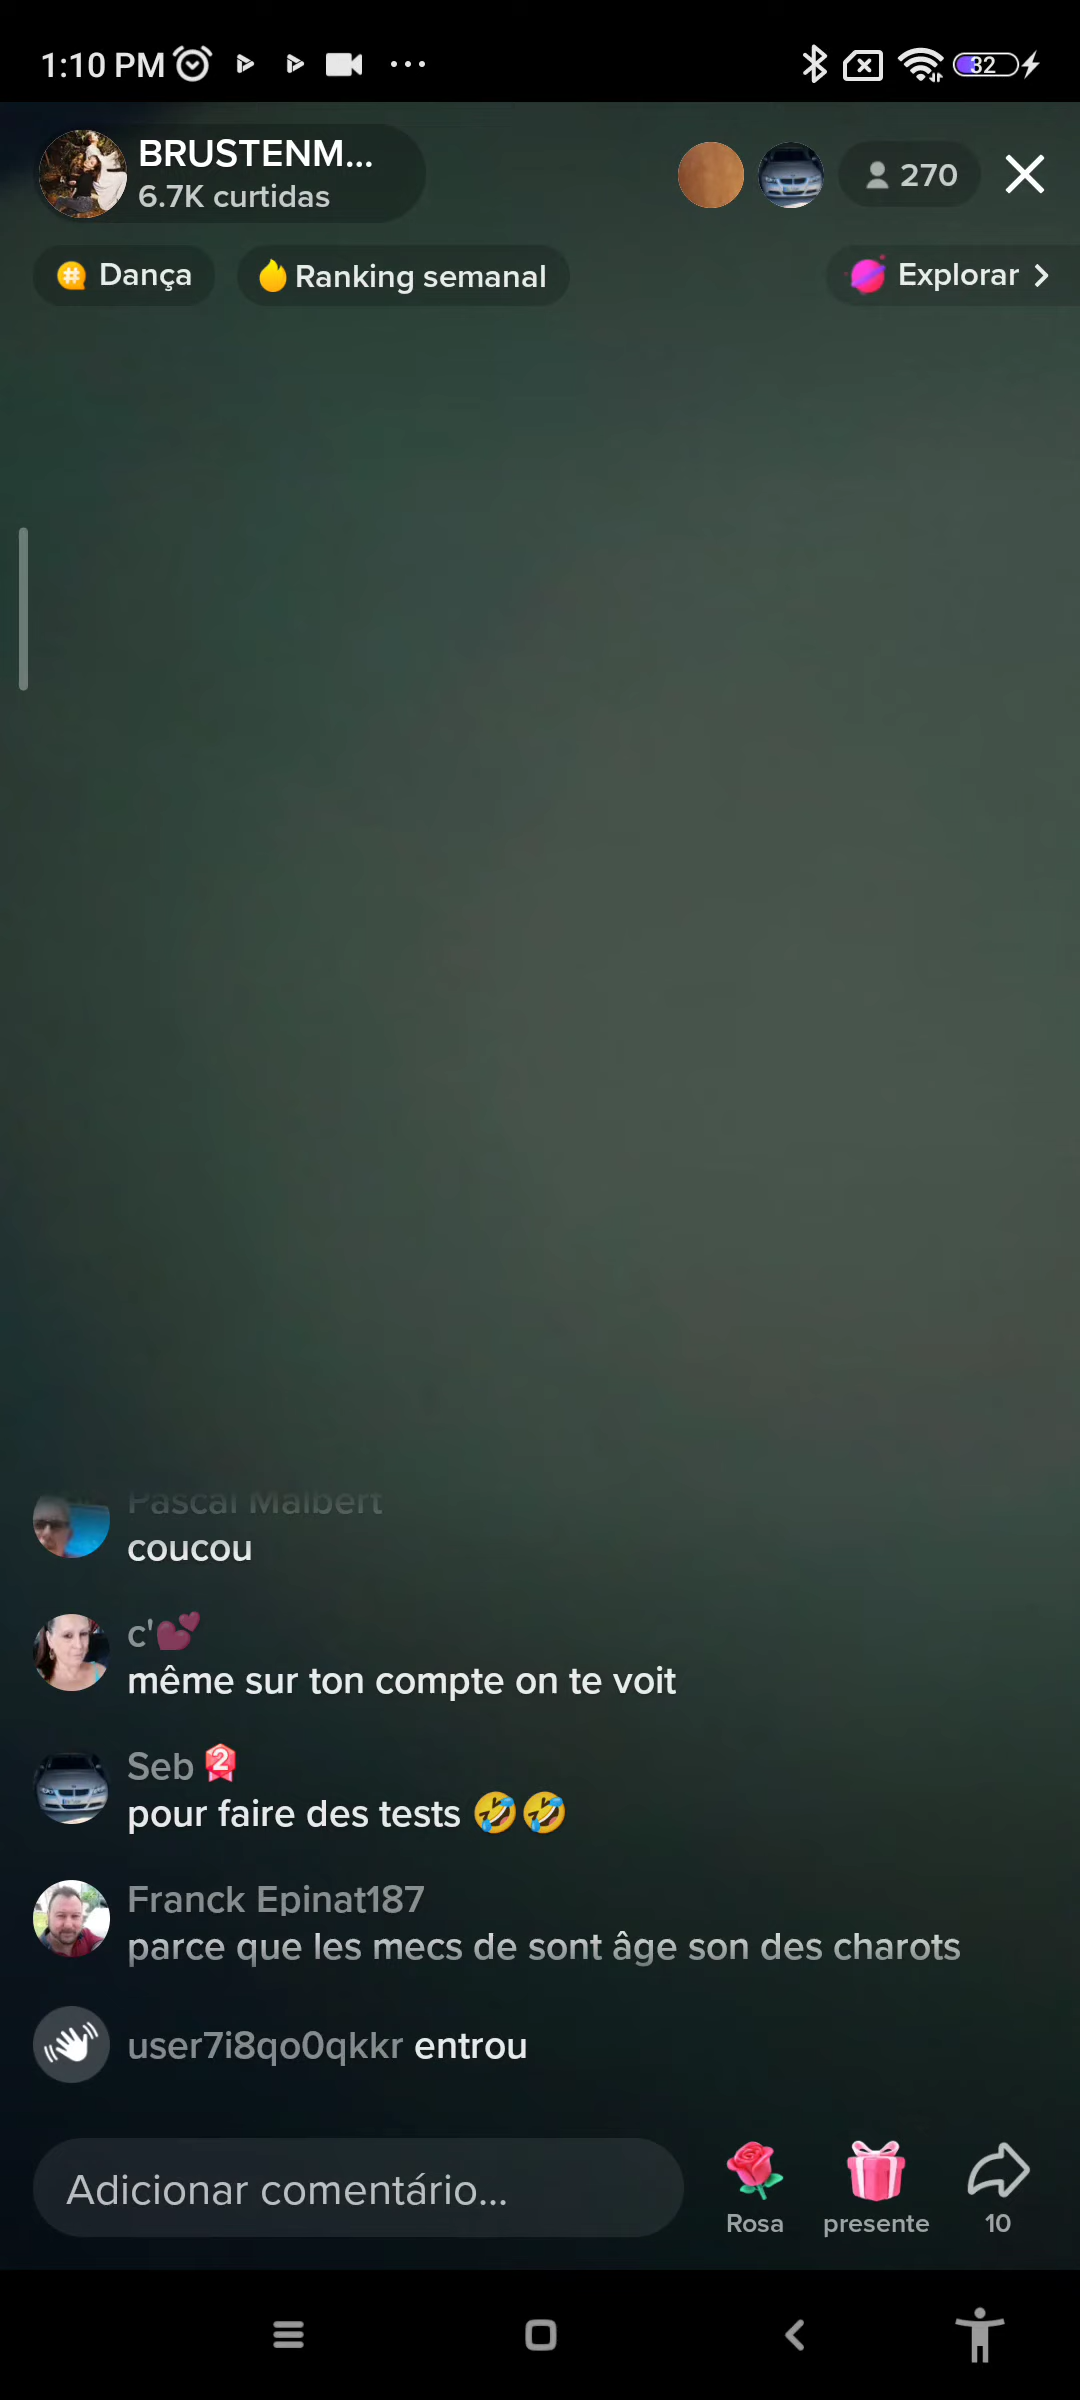 1:10 PM
32
BRUSTENM...
6.7K curtidas
270
Dança
Ranking semanal
Explorar
Pascal Malbert
coucou
c'💕
même sur ton compte on te voit
Seb 2
pour faire des tests 🤣🤣
Franck Epinat187
parce que les mecs de sont âge son des charots
user7i8qo0qkkr entrou
Adicionar comentário...
Rosa
presente
10